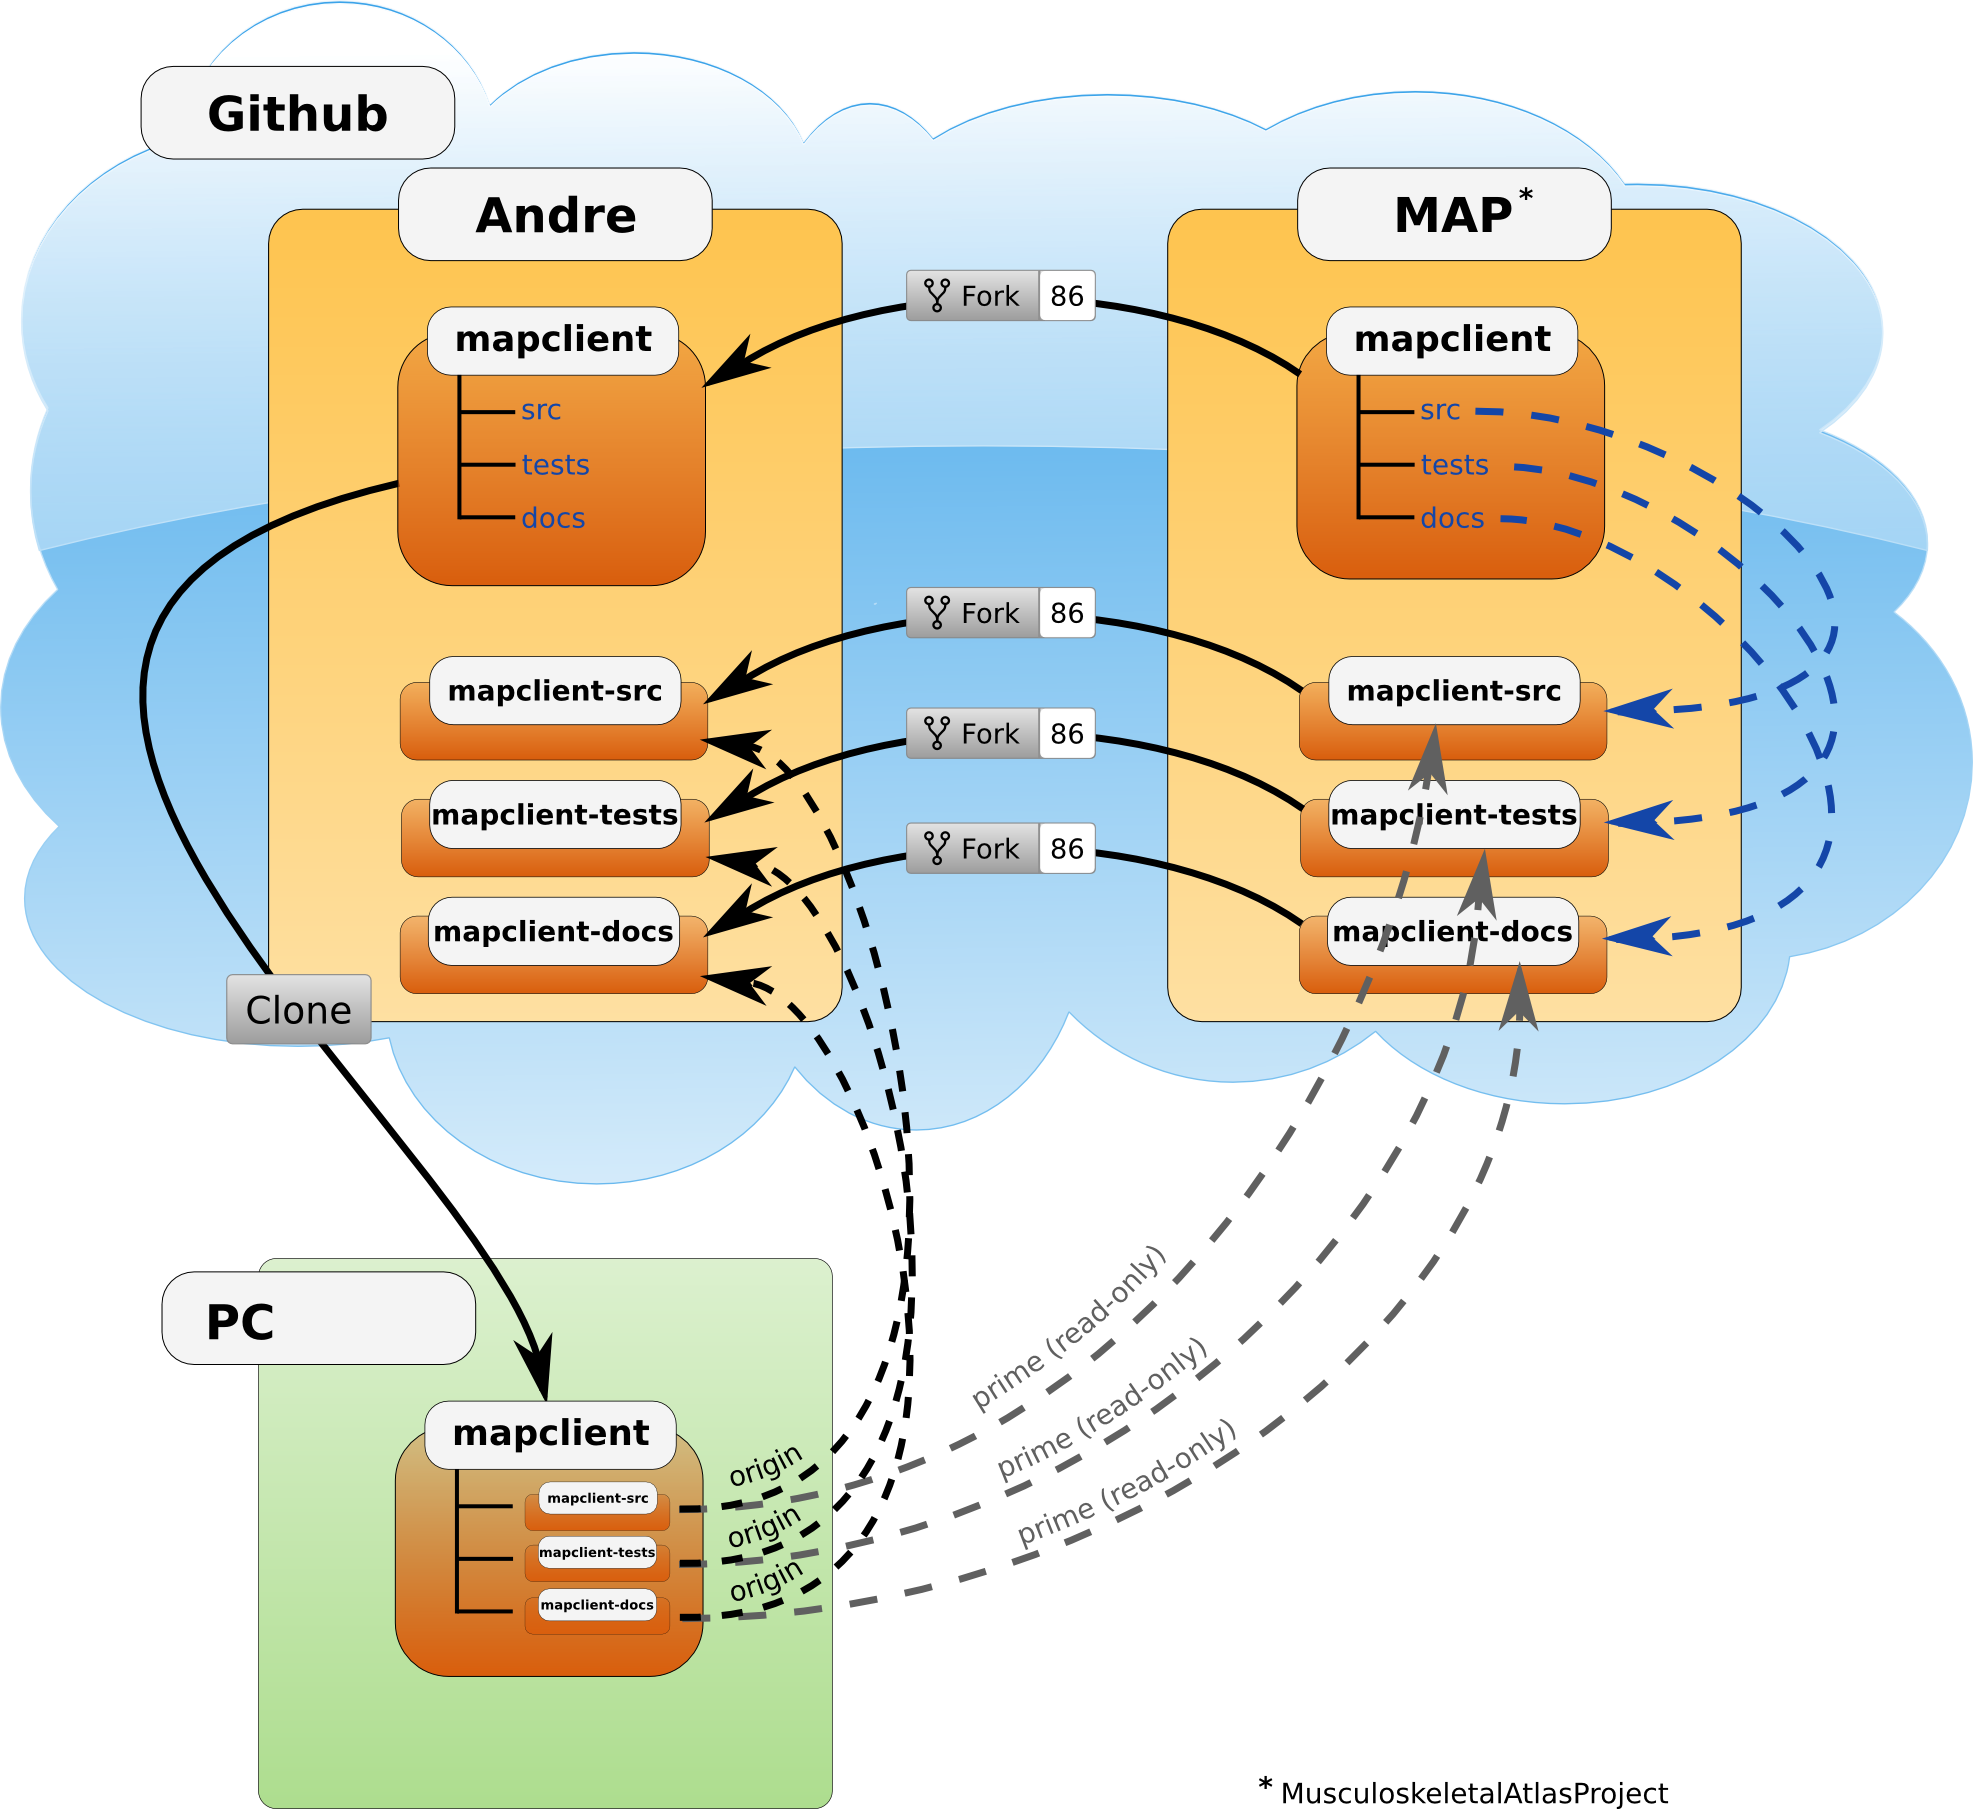 Github
Andre
MAP*
Fork 86
mapclient
src
tests
docs
mapclient
src
tests
docs
Fork 86
mapclient-src
mapclient-src
Fork 86
mapclient-tests
mapclient-tests
Fork 86
mapclient-docs
mapclient-docs
Clone
PC
mapclient
mapclient-src
mapclient-tests
mapclient-docs
origin
origin
origin
prime (read-only)
prime (read-only)
prime (read-only)
* MusculoskeletalAtlasProject